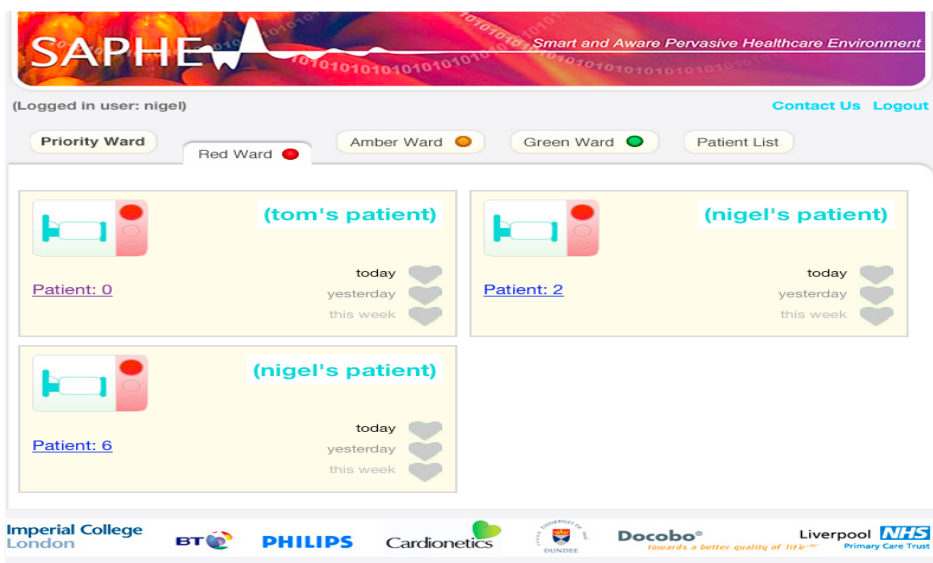 SAPHE
Smart and Aware Pervasive Healthcare Environment
(Logged in user: nigel)
Contact Us Logout
Priority Ward
Red Ward
Amber Ward
Green Ward
Patient List
(tom's patient)
Patient: 0
today
yesterday
this week
(nigel's patient)
Patient: 2
today
yesterday
this week
(nigel's patient)
Patient: 6
today
yesterday
this week
Imperial College
London
BT
PHILIPS
Cardionetics
DUNDEE
Docobo®
towards a better quality of life
Liverpool NHS
Primary Care Trust